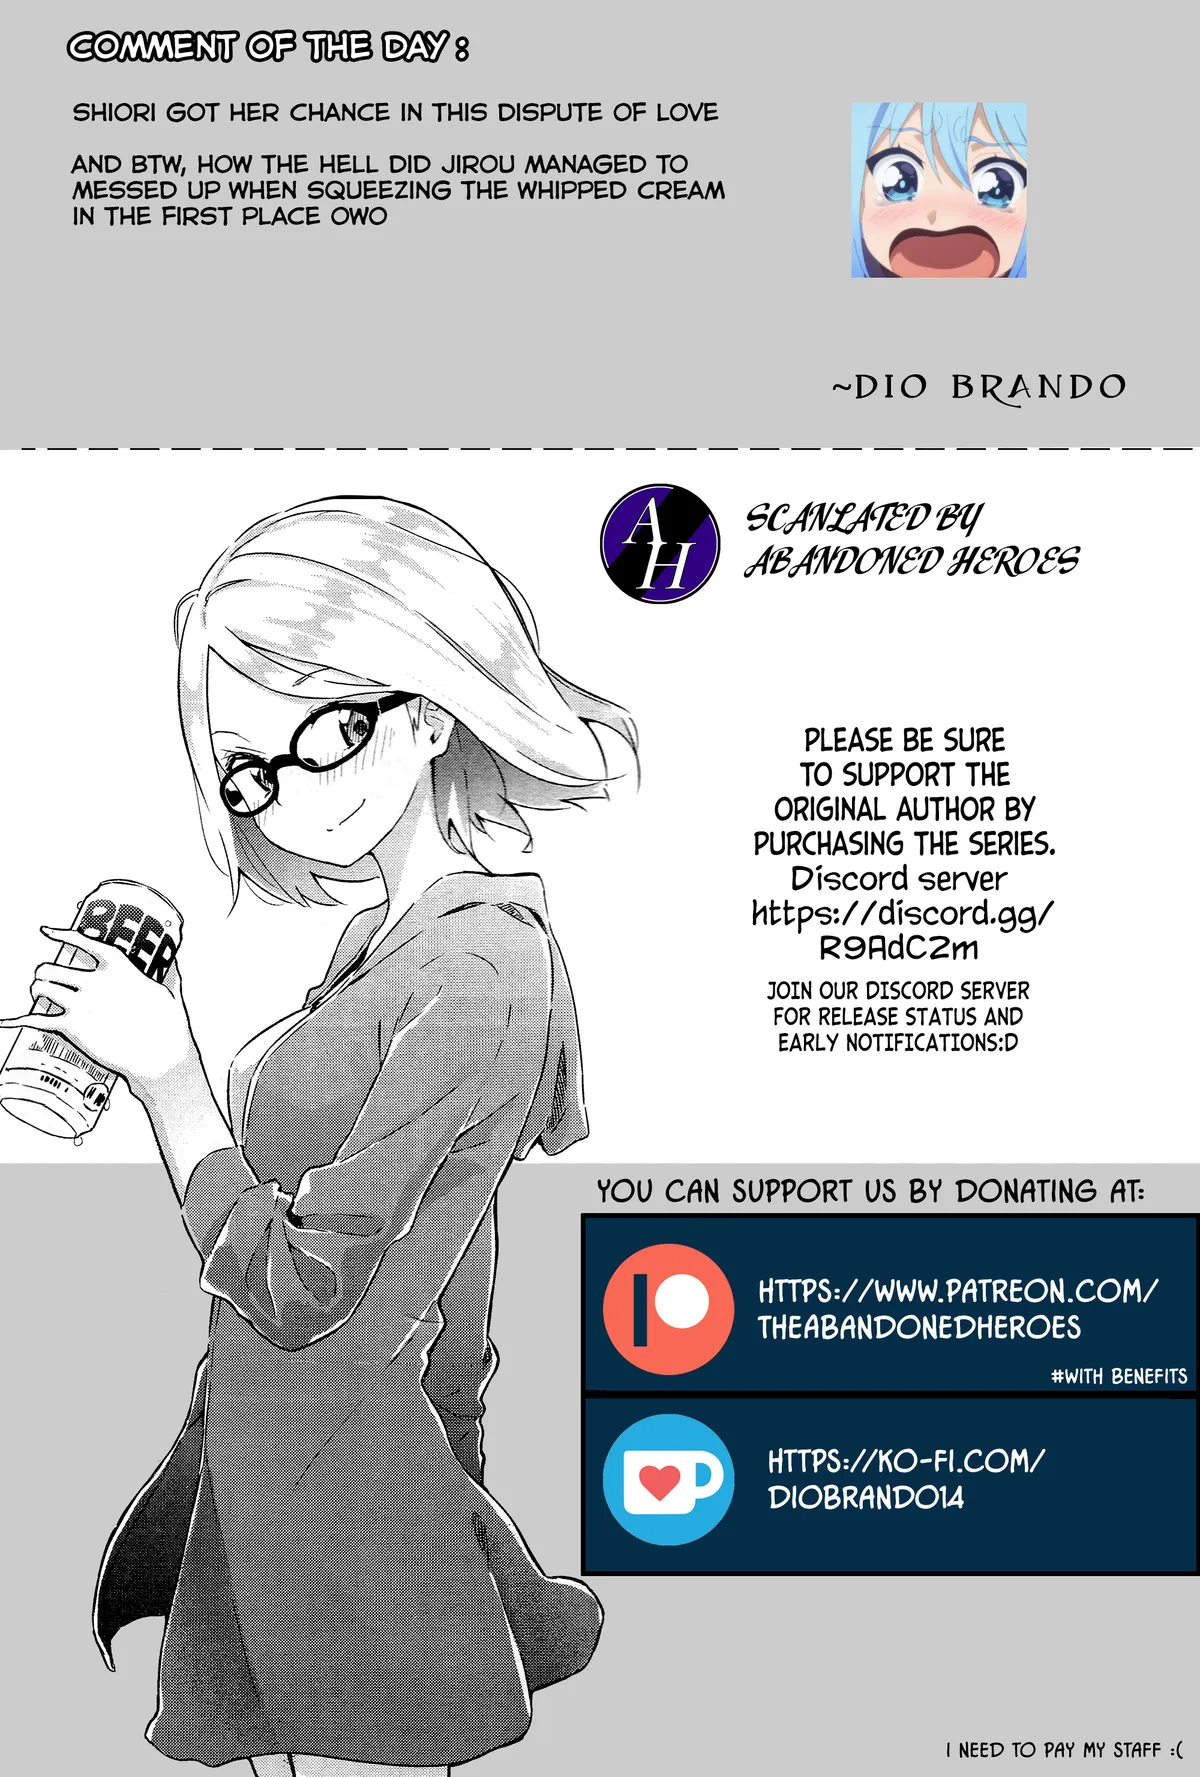 COMMENT OF THE DAY :
SHIORI GOT HER CHANCE IN THIS DISPUTE OF LOVE
AND BTW, HOW THE HELL DID JIROU MANAGED TO
MESSED UP WHEN SQUEEZING THE WHIPPED CREAM
IN THE FIRST PLACE OWO
~DIO BRANDO
AH
SCANLATED BY
ABANDONED HEROES
PLEASE BE SURE
TO SUPPORT THE
ORIGINAL AUTHOR BY
PURCHASING THE SERIES.
Discord server
https://discord.gg/
R9AdCZm
JOIN OUR DISCORD SERVER
FOR RELEASE STATUS AND
EARLY NOTIFICATIONS:D
BEER
YOU CAN SUPPORT US BY DONATING AT:
HTTPS://WWW.PATREON.COM/
THEABANDONEDHEROES
#WITH BENEFITS
HTTPS://KO-FI.COM/
DIOBRANDO14
I NEED TO PAY MY STAFF :(